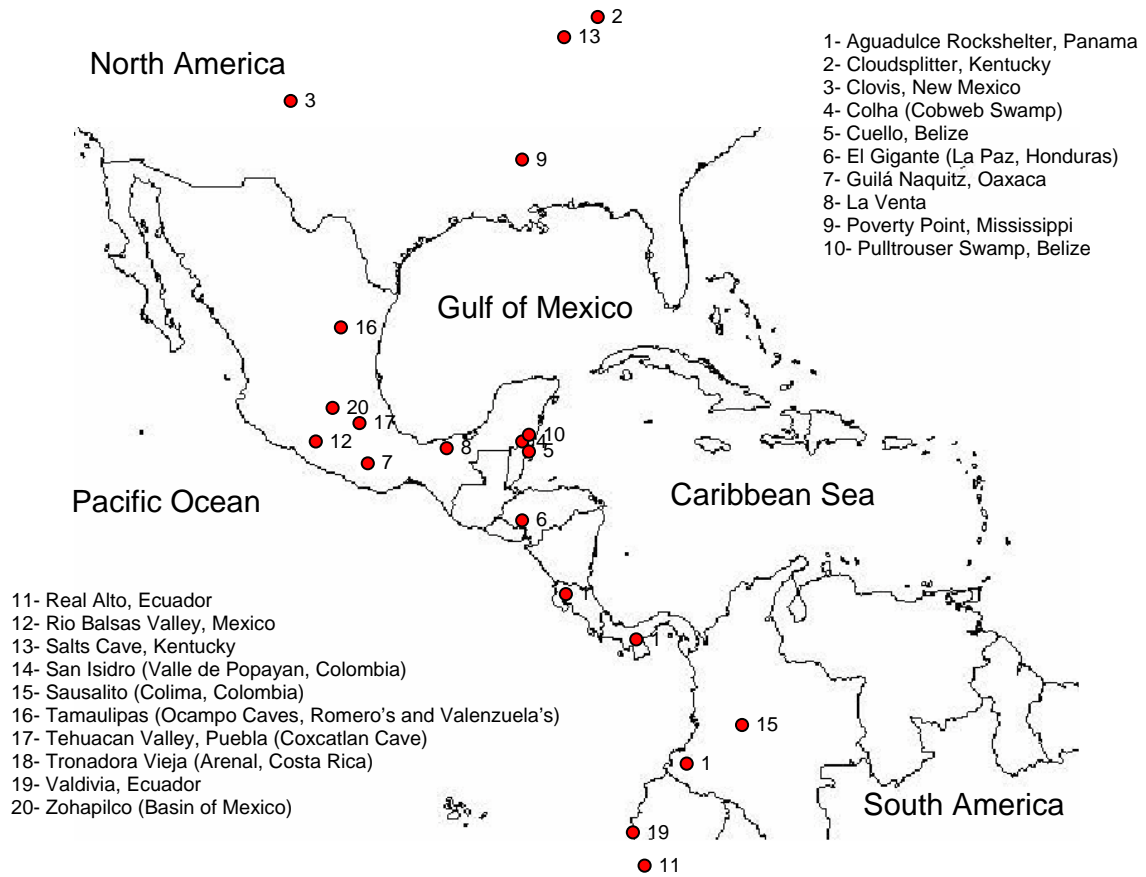 2
13
North America
3
9
1- Aguadulce Rockshelter, Panama
2- Cloudsplitter, Kentucky
3- Clovis, New Mexico
4- Colha (Cobweb Swamp)
5- Cuello, Belize
6- El Gigante (La Paz, Honduras)
7- Guilá Naquitz, Oaxaca
8- La Venta
9- Poverty Point, Mississippi
10- Pulltrouser Swamp, Belize
Gulf of Mexico
16
20
17
12
7
8
10
4
5
6
Pacific Ocean
Caribbean Sea
1
1
15
1
19
11
South America
11- Real Alto, Ecuador
12- Rio Balsas Valley, Mexico
13- Salts Cave, Kentucky
14- San Isidro (Valle de Popayan, Colombia)
15- Sausalito (Colima, Colombia)
16- Tamaulipas (Ocampo Caves, Romero’s and Valenzuela’s)
17- Tehuacan Valley, Puebla (Coxcatlan Cave)
18- Tronadora Vieja (Arenal, Costa Rica)
19- Valdivia, Ecuador
20- Zohapilco (Basin of Mexico)